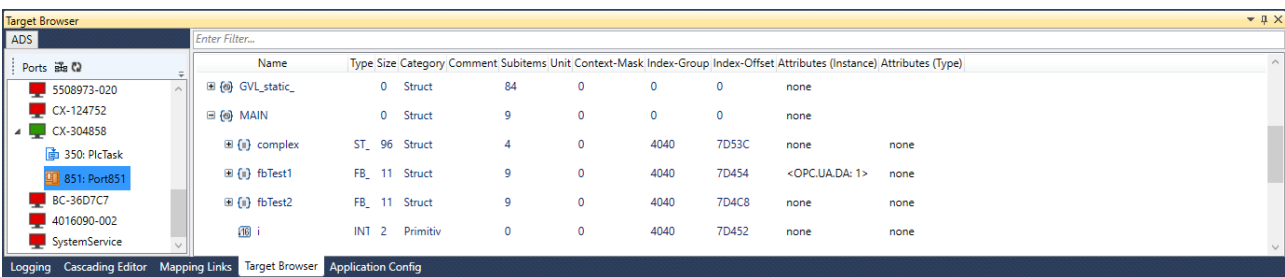 Target Browser
ADS
Enter Filter...
Ports
5508973-020
CX-124752
CX-304858
350: PlcTask
851: Port851
BC-36D7C7
4016090-002
SystemService
Name Type Size Category Comment Subitems Unit Context-Mask Index-Group Index-Offset Attributes (Instance) Attributes (Type)
GVL_static_ 0 Struct 84 0 0 0 none
MAIN 0 Struct 9 0 0 0 none
complex ST_ 96 Struct 4 0 4040 7D53C none none
fbTest1 FB_ 11 Struct 9 0 4040 7D454 <OPC.UA.DA: 1> none
fbTest2 FB_ 11 Struct 9 0 4040 7D4C8 none none
i INT 2 Primitiv 0 0 4040 7D452 none none
Logging Cascading Editor Mapping Links Target Browser Application Config